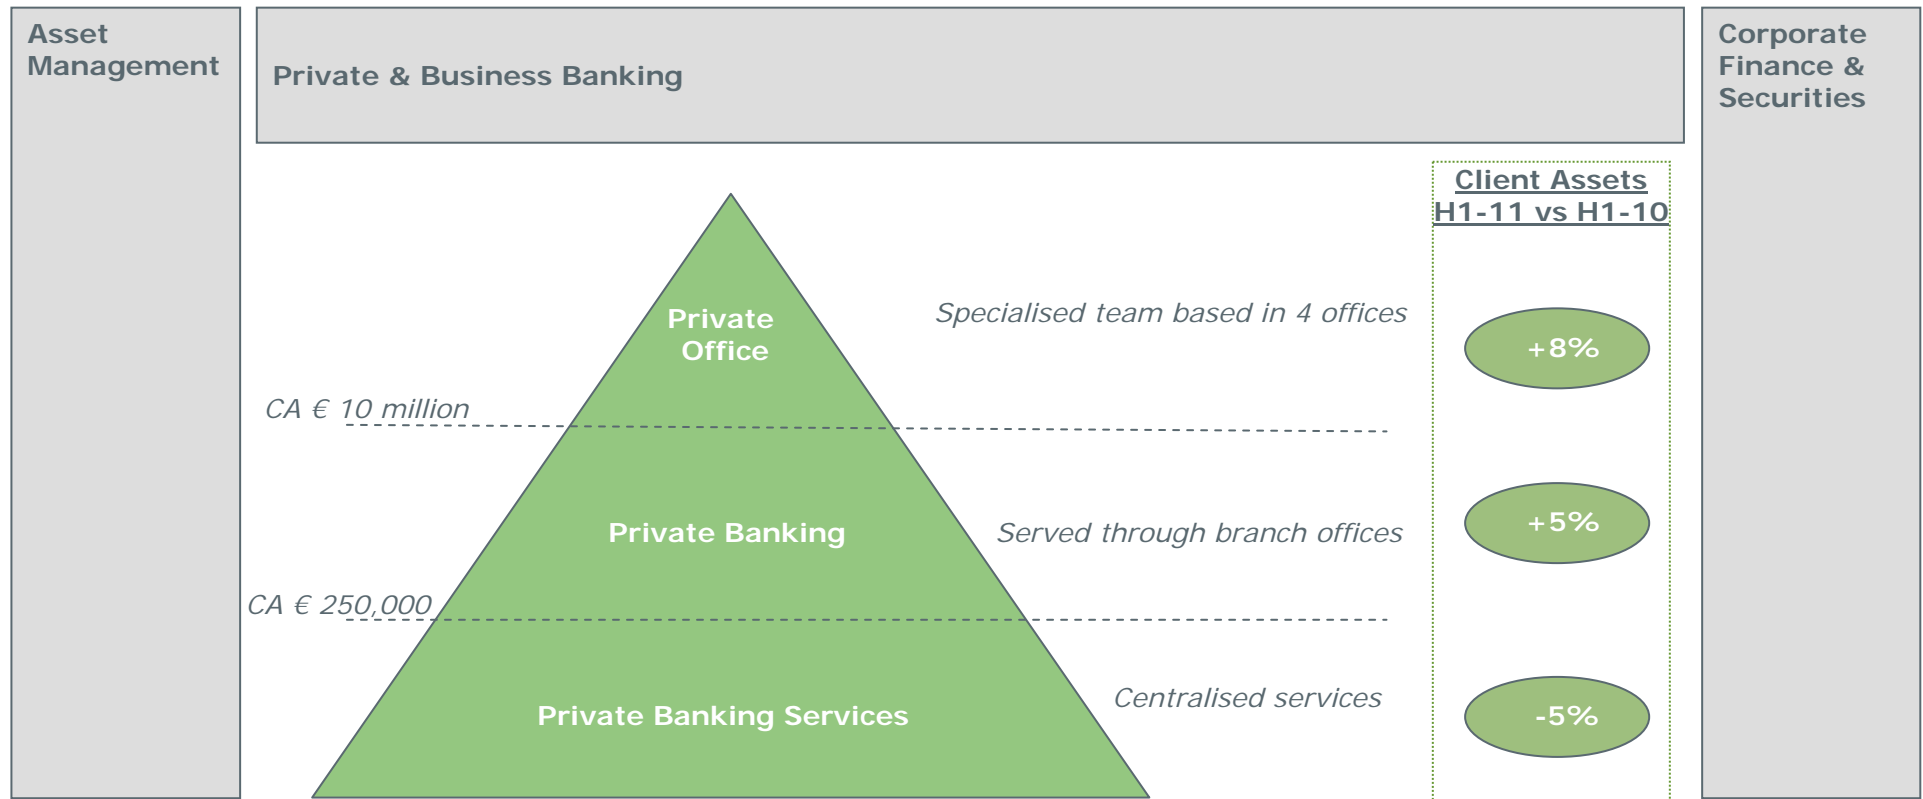 Asset
Management
Private & Business Banking
Corporate
Finance &
Securities
Client Assets
H1-11 vs H1-10
Private
Office
Specialised team based in 4 offices
+8%
CA € 10 million
Private Banking
Served through branch offices
+5%
CA € 250,000
Private Banking Services
Centralised services
-5%